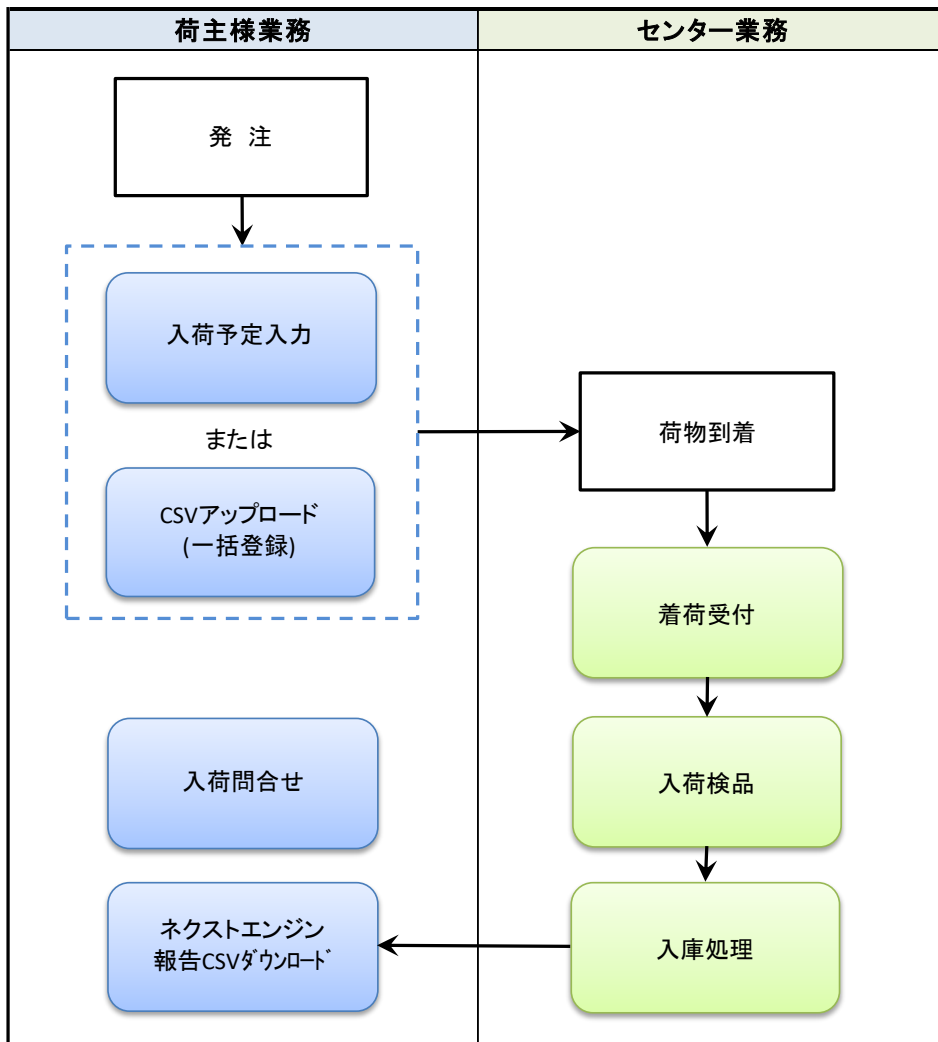 荷主様業務
センター業務
発 注
入荷予定入力
または
CSVアップロード
(一括登録)
荷物到着
着荷受付
入荷問合せ
入荷検品
ネクストエンジン
報告CSVﾀﾞｳﾝﾛｰﾄﾞ
入庫処理